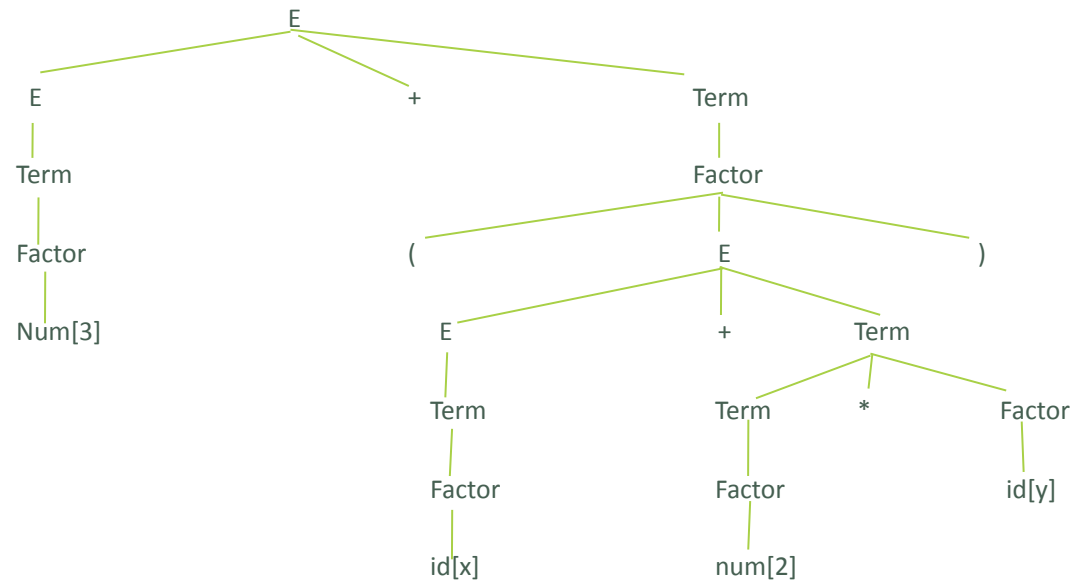 E
E + Term
Term Factor
Factor ( E )
Num[3] E + Term
Term Term * Factor
Factor Factor id[y]
id[x] num[2]